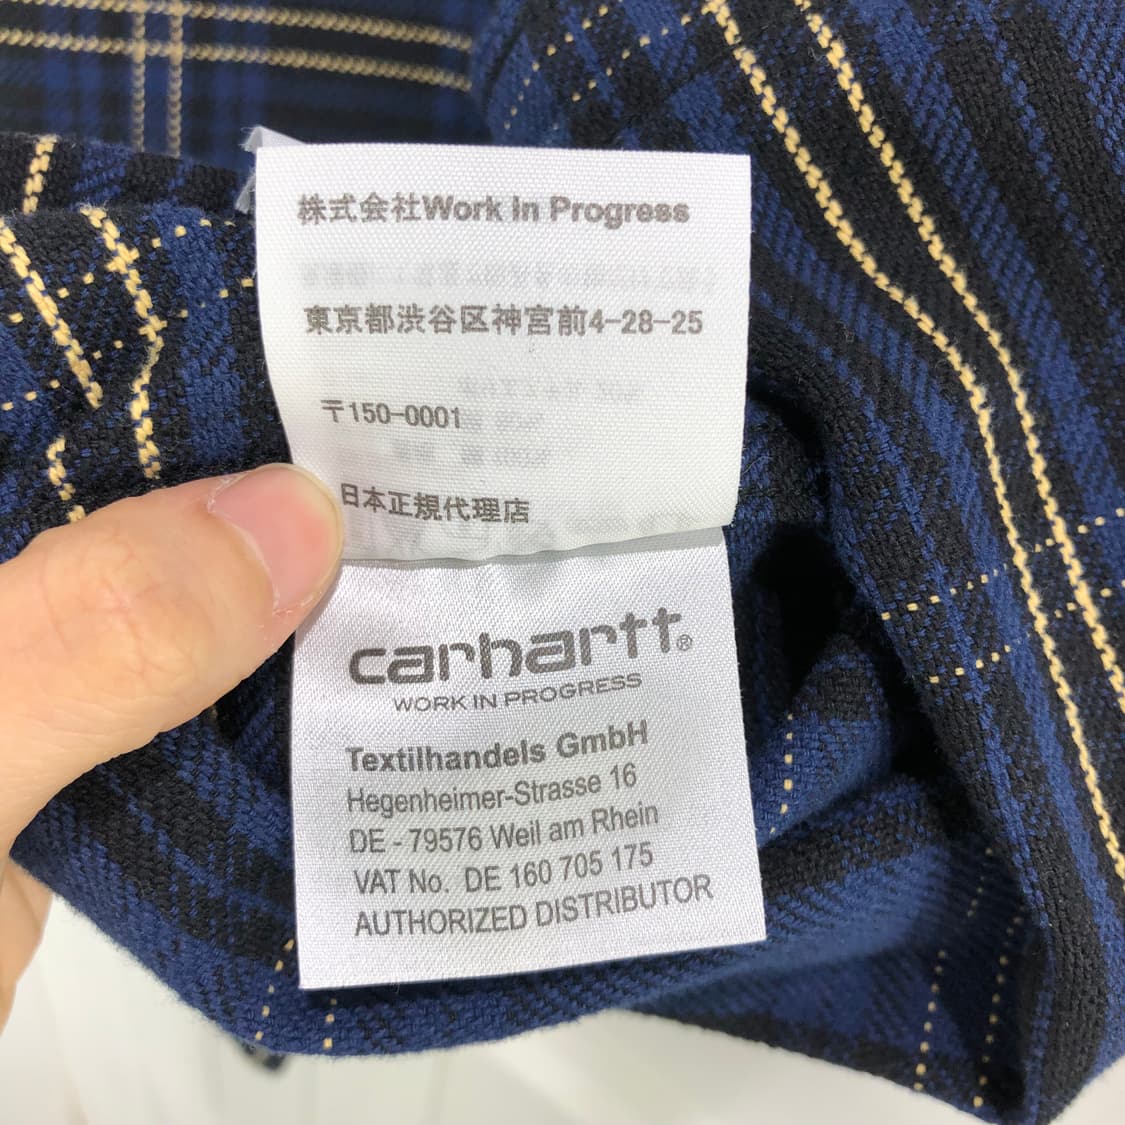 株式会社Work In Progress
東京都渋谷区神宮前4-28-25
〒150-0001
日本正規代理店
carhartt®
WORK IN PROGRESS
Textilhandels GmbH
Hegenheimer-Strasse 16
DE - 79576 Weil am Rhein
VAT No. DE 160 705 175
AUTHORIZED DISTRIBUTOR